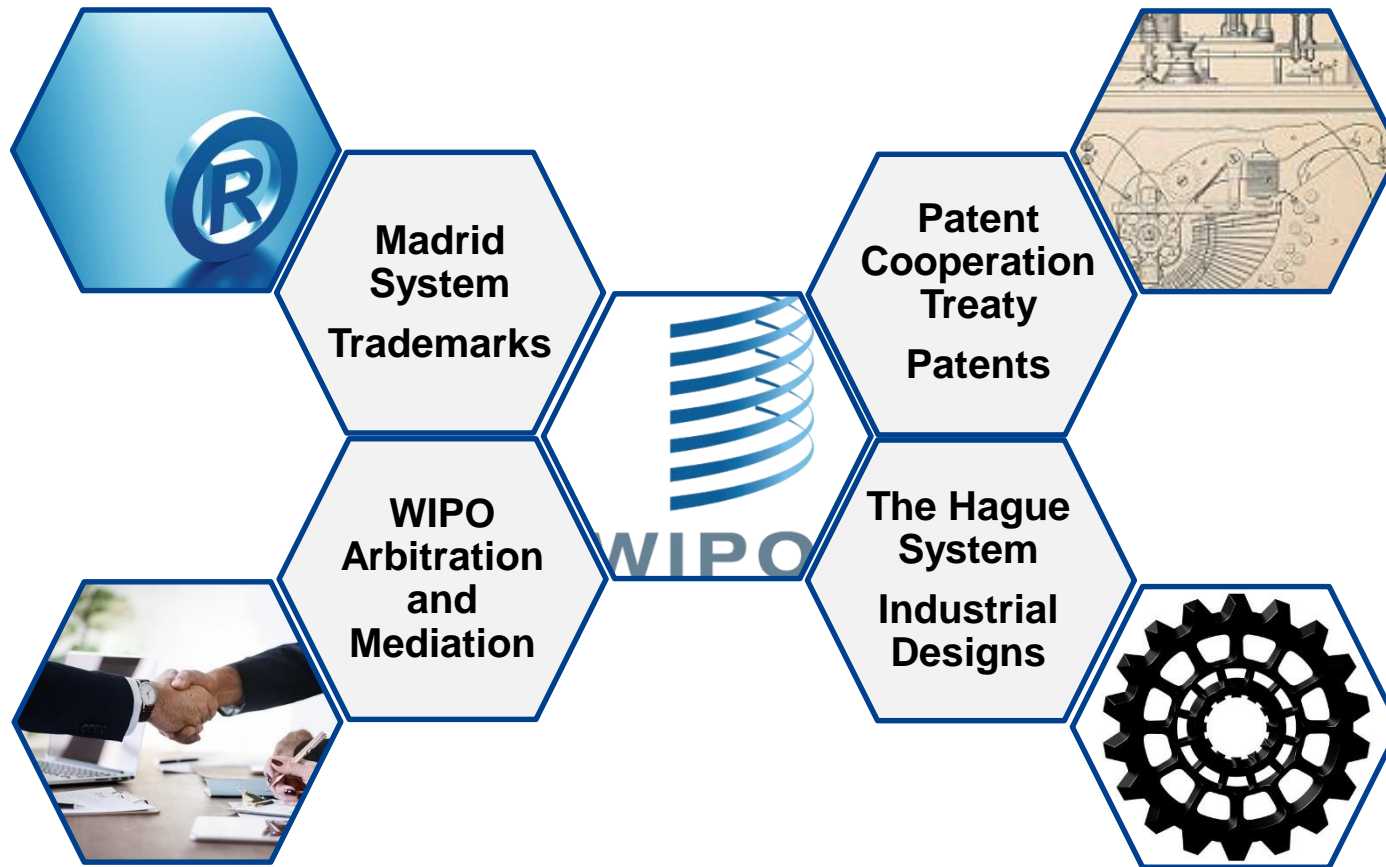 R
Madrid
System
Trademarks
Patent
Cooperation
Treaty
Patents
WIPO
WIPO
Arbitration
and
Mediation
The Hague
System
Industrial
Designs